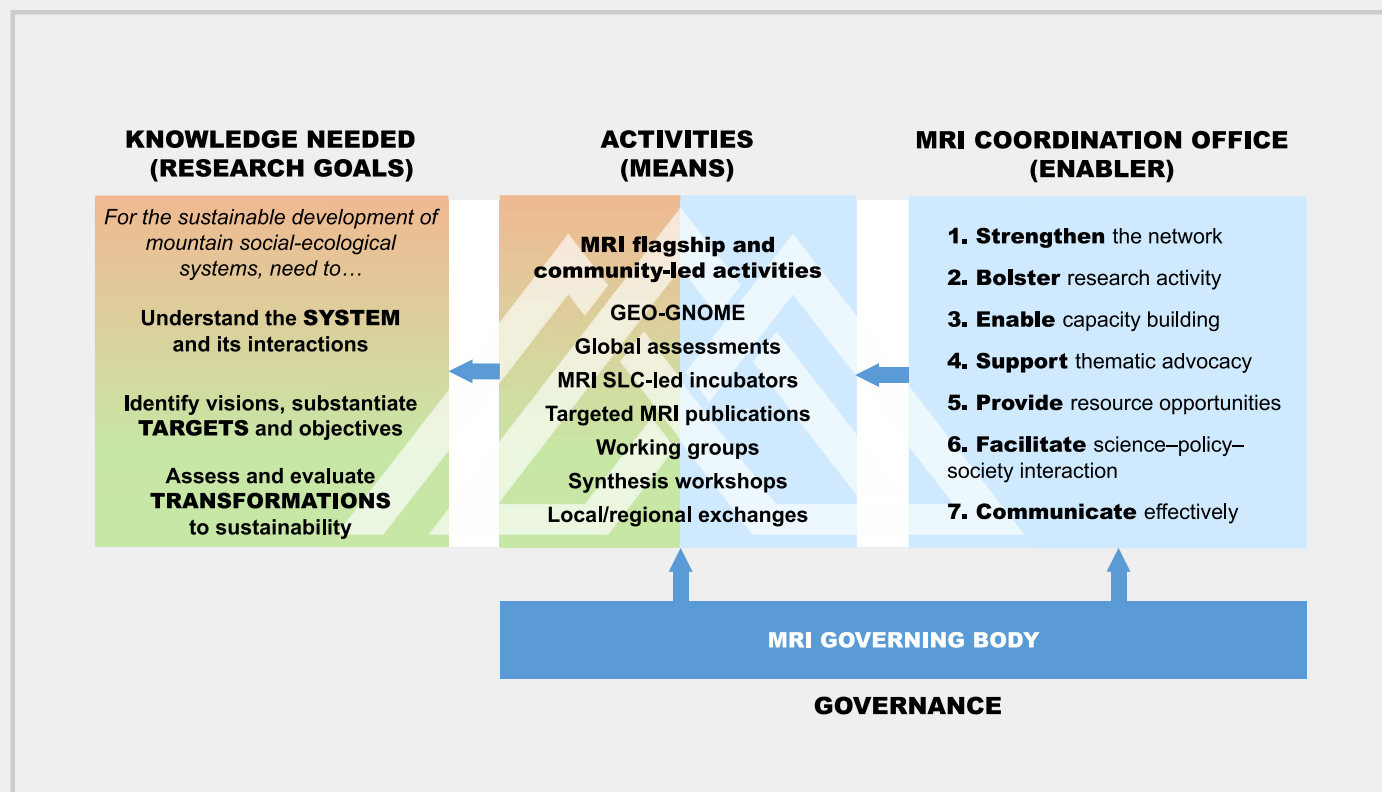 KNOWLEDGE NEEDED
(RESEARCH GOALS)
For the sustainable development of
mountain social-ecological
systems, need to…
Understand the SYSTEM
and its interactions
Identify visions, substantiate
TARGETS and objectives
Assess and evaluate
TRANSFORMATIONS
to sustainability
ACTIVITIES
(MEANS)
MRI flagship and
community-led activities
GEO-GNOME
Global assessments
MRI SLC-led incubators
Targeted MRI publications
Working groups
Synthesis workshops
Local/regional exchanges
MRI COORDINATION OFFICE
(ENABLER)
1. Strengthen the network
2. Bolster research activity
3. Enable capacity building
4. Support thematic advocacy
5. Provide resource opportunities
6. Facilitate science–policy–
society interaction
7. Communicate effectively
MRI GOVERNING BODY
GOVERNANCE